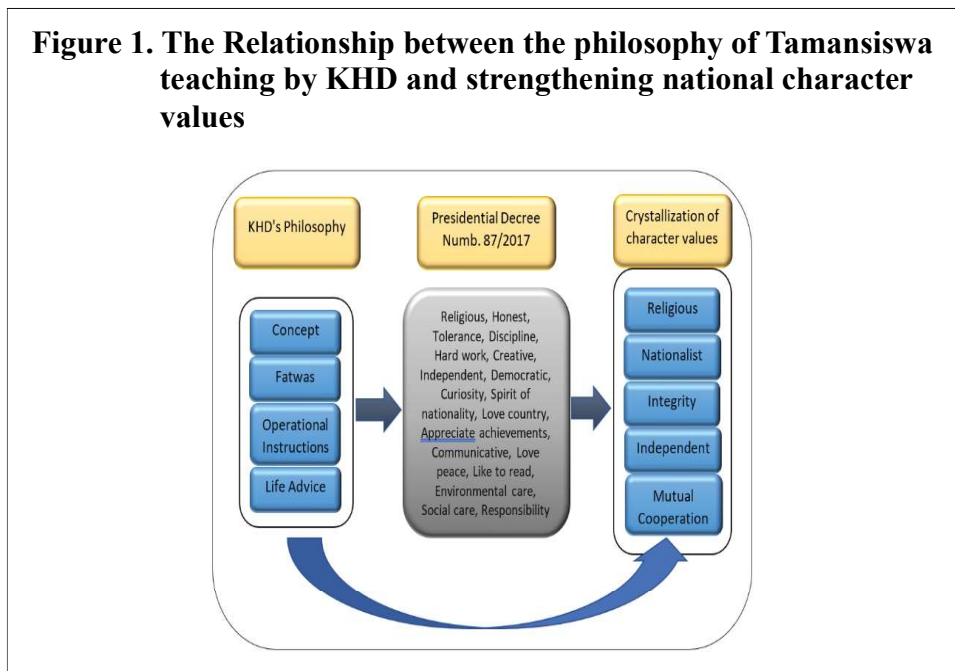 Figure 1. The Relationship between the philosophy of Tamansiswa
teaching by KHD and strengthening national character
values
KHD's Philosophy
Concept
Fatwas
Operational
Instructions
Life Advice
Presidential Decree
Numb. 87/2017
Religious, Honest,
Tolerance, Discipline,
Hard work, Creative,
Independent, Democratic,
Curiosity, Spirit of
nationality, Love country,
Appreciate achievements,
Communicative, Love
peace, Like to read,
Environmental care,
Social care, Responsibility
Crystallization of
character values
Religious
Nationalist
Integrity
Independent
Mutual
Cooperation